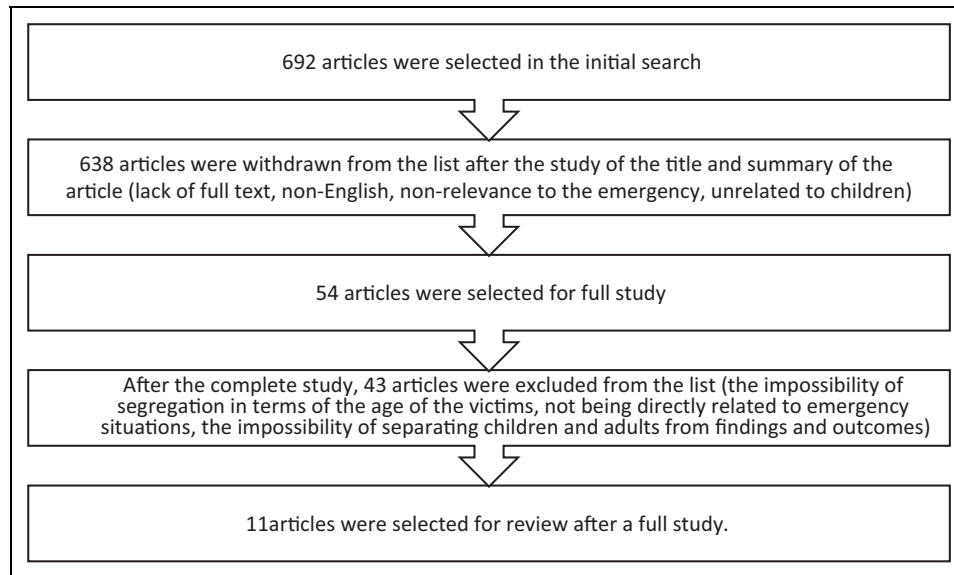 692 articles were selected in the initial search
638 articles were withdrawn from the list after the study of the title and summary of the
article (lack of full text, non-English, non-relevance to the emergency, unrelated to children)
54 articles were selected for full study
After the complete study, 43 articles were excluded from the list (the impossibility of
segregation in terms of the age of the victims, not being directly related to emergency
situations, the impossibility of separating children and adults from findings and outcomes)
11articles were selected for review after a full study.